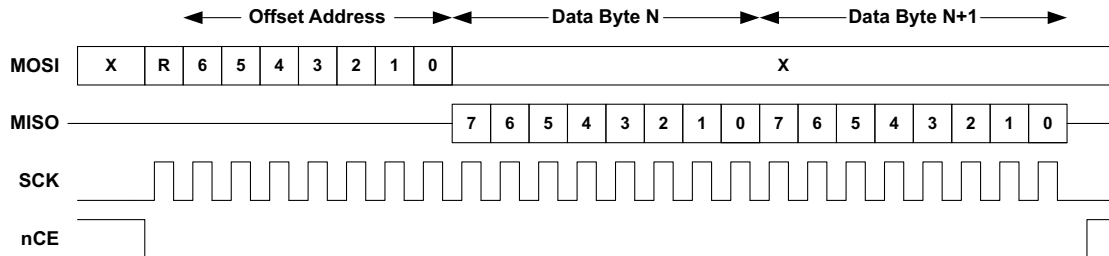 Offset Address Data Byte N Data Byte N+1
MOSI X R 6 5 4 3 2 1 0 X
MISO 7 6 5 4 3 2 1 0 7 6 5 4 3 2 1 0
SCK
nCE